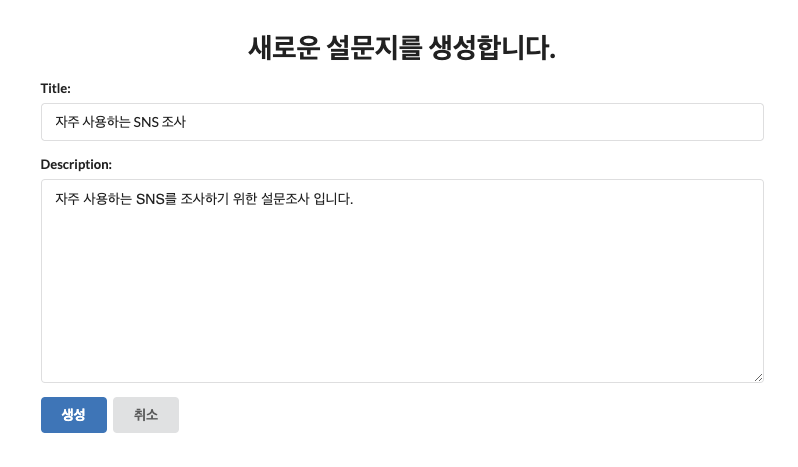 새로운 설문지를 생성합니다.
Title:
자주 사용하는 SNS 조사
Description:
자주 사용하는 SNS를 조사하기 위한 설문조사 입니다.
생성
취소